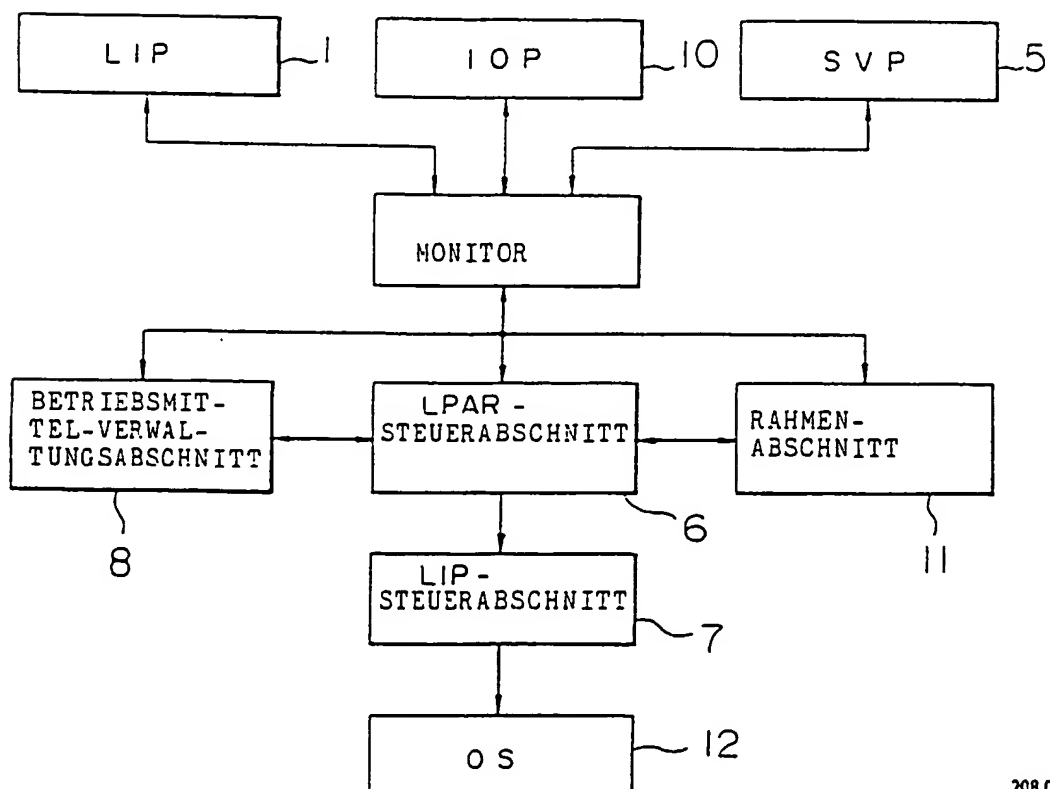 LIP
1
IOP
10
SVP
5
MONITOR
BETRIEBSMIT-
TEL-VERWAL-
TUNGSABSCHNITT
8
LPAR-
STEUERABSCHNITT
6
RAHMEN-
ABSCHNITT
11
LIP-
STEUERABSCHNITT
7
OS
12